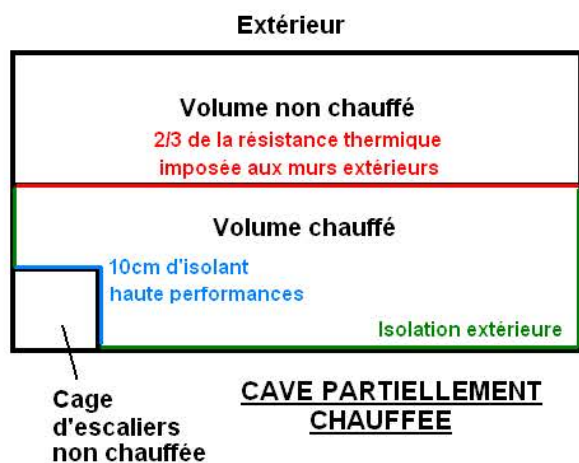 Extérieur
Volume non chauffé
2/3 de la résistance thermique
imposée aux murs extérieurs
Volume chauffé
10cm d'isolant
haute performances
Isolation extérieure
Cage
d'escaliers
non chauffée
CAVE PARTIELLEMENT
CHAUFFEE